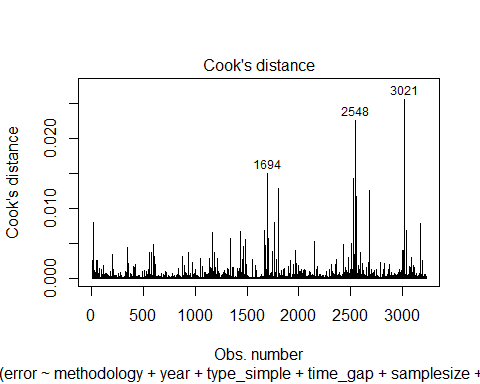 Cook's distance
3021
2548
1694
Cook's distance
0.000 0.010 0.020
0 500 1000 1500 2000 2500 3000
Obs. number
(error ~ methodology + year + type_simple + time_gap + samplesize +